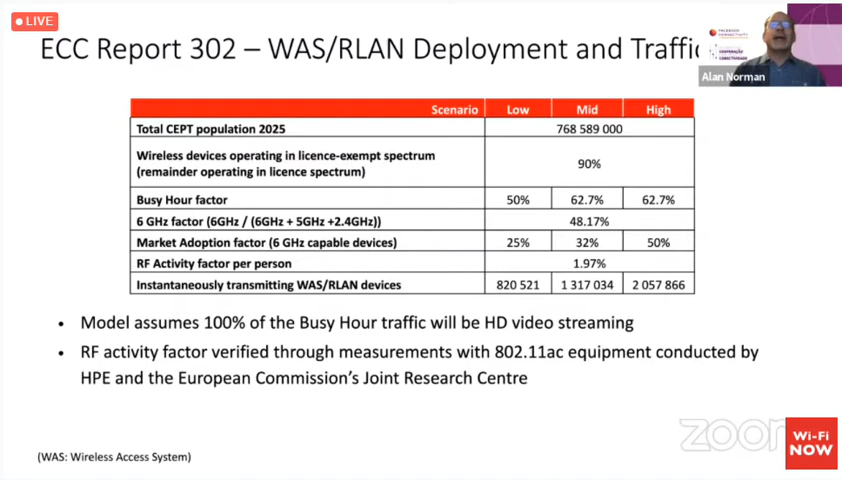 LIVE
ECC Report 302 – WAS/RLAN Deployment and Traffic
Alan Norman
Scenario Low Mid High
Total CEPT population 2025 768 589 000
Wireless devices operating in licence-exempt spectrum
(remainder operating in licence spectrum) 90%
Busy Hour factor 50% 62.7% 62.7%
6 GHz factor (6GHz / (6GHz + 5GHz +2.4GHz)) 48.17%
Market Adoption factor (6 GHz capable devices) 25% 32% 50%
RF Activity factor per person 1.97%
Instantaneously transmitting WAS/RLAN devices 820 521 1 317 034 2 057 866
• Model assumes 100% of the Busy Hour traffic will be HD video streaming
• RF activity factor verified through measurements with 802.11ac equipment conducted by
HPE and the European Commission's Joint Research Centre
zoom
Wi-Fi
NOW
(WAS: Wireless Access System)